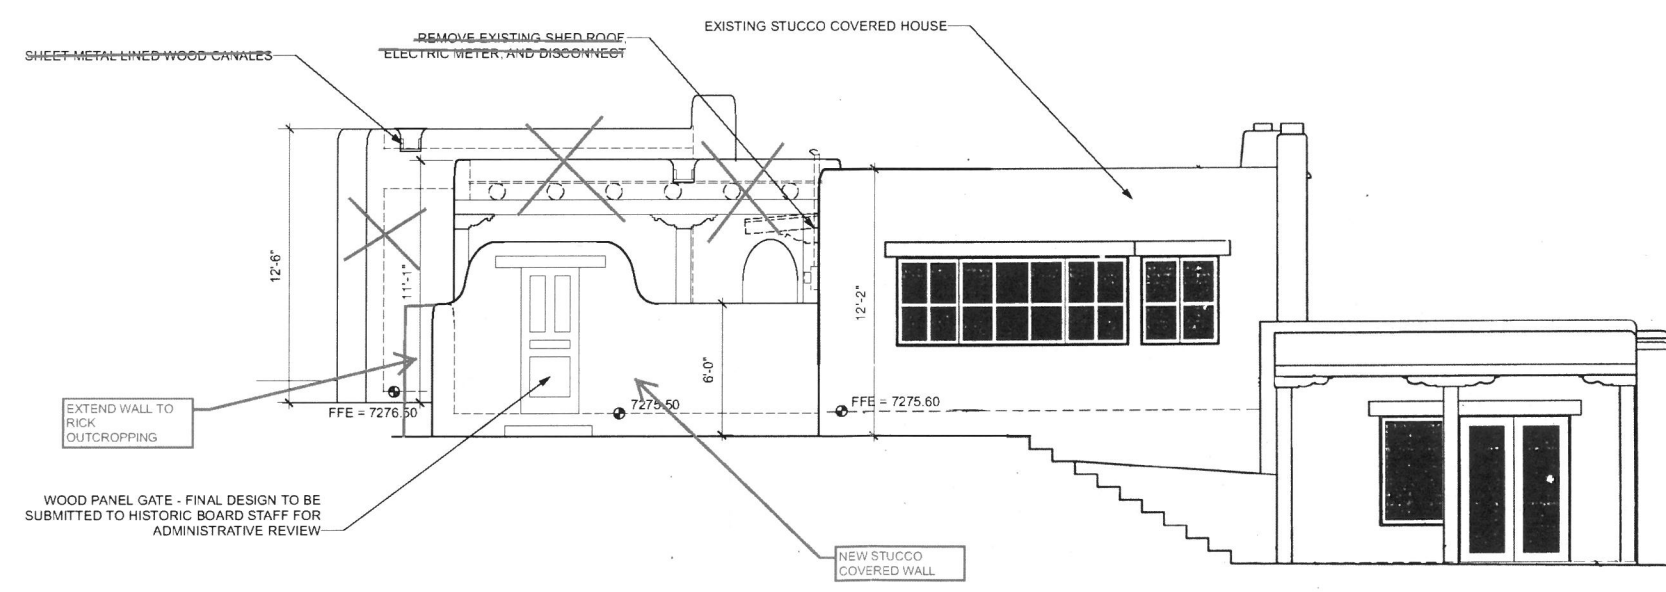 EXISTING STUCCO COVERED HOUSE
REMOVE EXISTING SHED ROOF,
ELECTRIC METER, AND DISCONNECT
SHEET METAL LINED WOOD CANALES
12'-6"
11'-1"
12'-2"
6'-0"
FFE = 7276.50
7275.50
FFE = 7275.60
EXTEND WALL TO
RICK
OUTCROPPING
WOOD PANEL GATE - FINAL DESIGN TO BE
SUBMITTED TO HISTORIC BOARD STAFF FOR
ADMINISTRATIVE REVIEW
NEW STUCCO
COVERED WALL